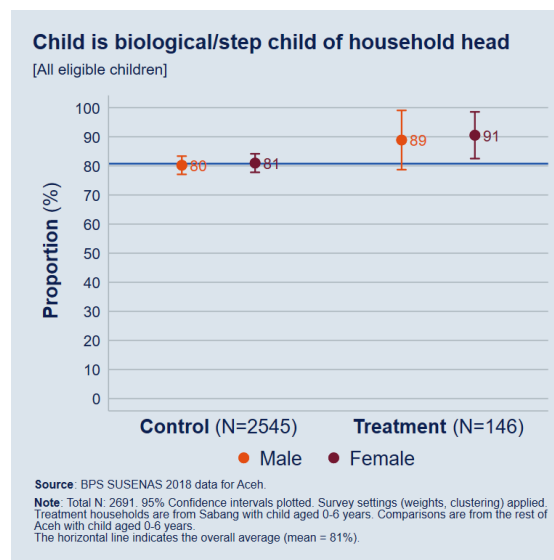 Child is biological/step child of household head
[All eligible children]
Proportion (%)
100
90
80
70
60
50
40
30
20
10
0
80
81
89
91
Control (N=2545)
Treatment (N=146)
Male
Female
Source: BPS SUSENAS 2018 data for Aceh.
Note: Total N: 2691. 95% Confidence intervals plotted. Survey settings (weights, clustering) applied.
Treatment households are from Sabang with child aged 0-6 years. Comparisons are from the rest of
Aceh with child aged 0-6 years.
The horizontal line indicates the overall average (mean = 81%).